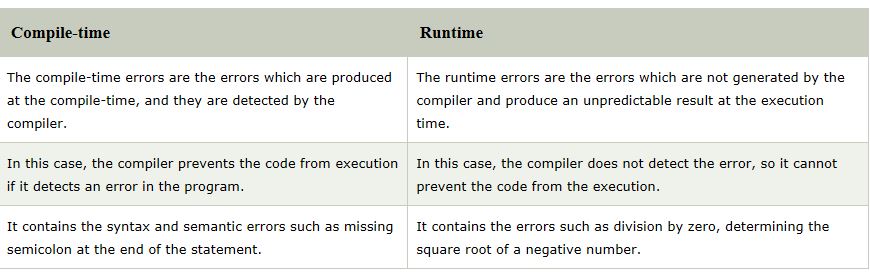 Compile-time
Runtime
The compile-time errors are the errors which are produced
at the compile-time, and they are detected by the
compiler.
The runtime errors are the errors which are not generated by the
compiler and produce an unpredictable result at the execution
time.
In this case, the compiler prevents the code from execution
if it detects an error in the program.
In this case, the compiler does not detect the error, so it cannot
prevent the code from the execution.
It contains the syntax and semantic errors such as missing
semicolon at the end of the statement.
It contains the errors such as division by zero, determining the
square root of a negative number.